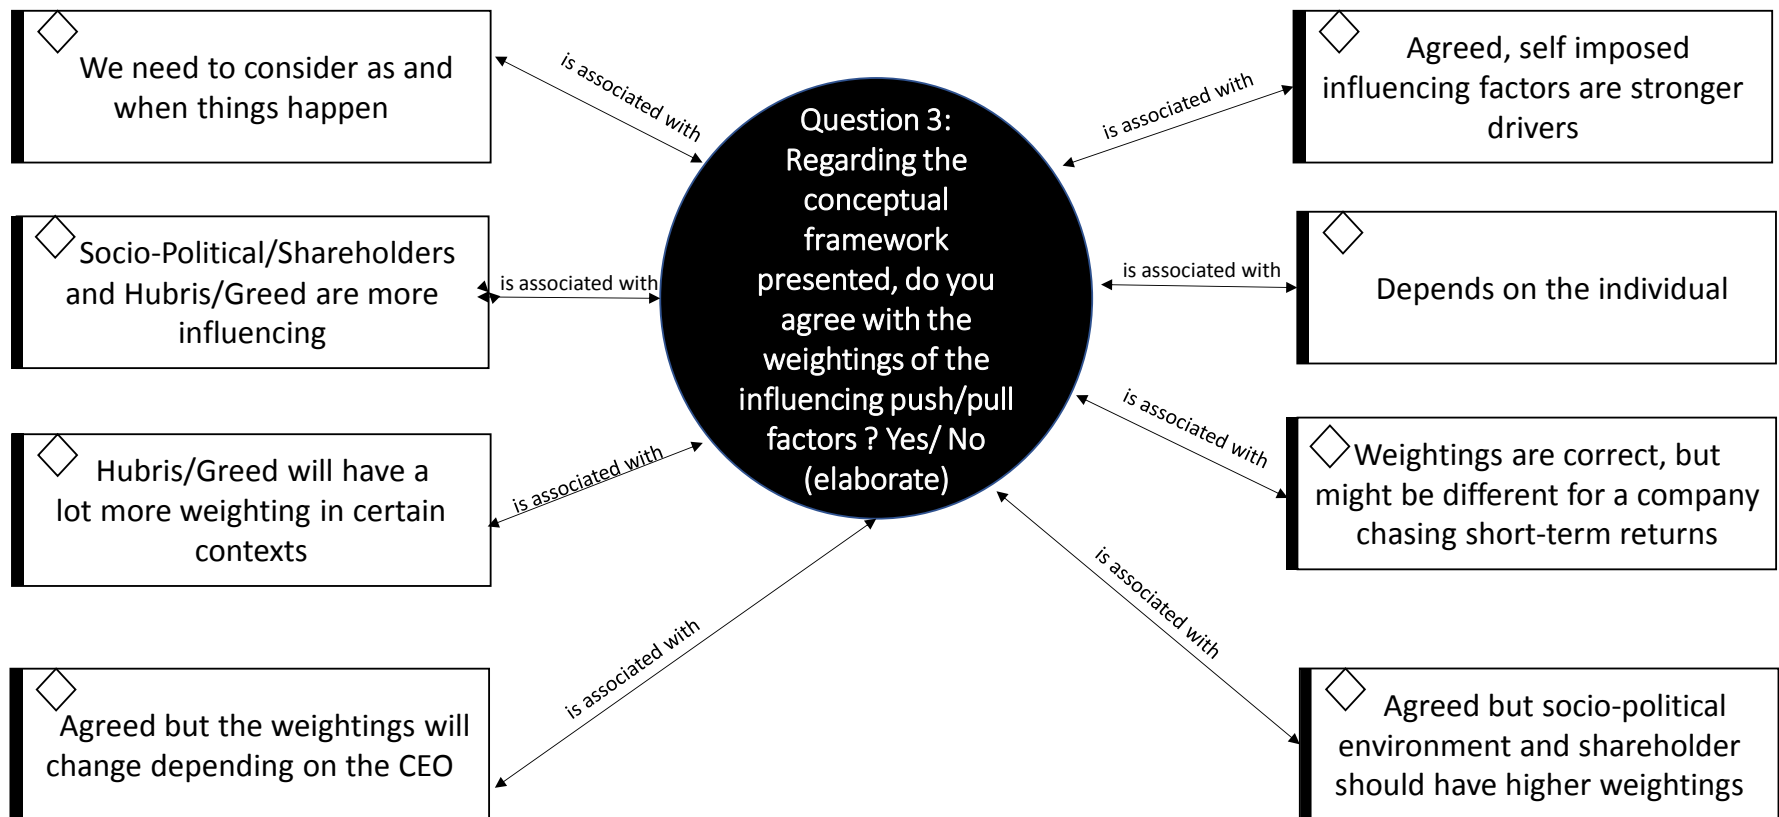 We need to consider as and
when things happen
is associated with
Socio-Political/Shareholders
and Hubris/Greed are more
influencing
is associated with
Hubris/Greed will have a
lot more weighting in certain
contexts
is associated with
Agreed but the weightings will
change depending on the CEO
is associated with
Question 3:
Regarding the
conceptual
framework
presented, do you
agree with the
weightings of the
influencing push/pull
factors ? Yes/ No
(elaborate)
is associated with
Agreed, self imposed
influencing factors are stronger
drivers
is associated with
Depends on the individual
is associated with
Weightings are correct, but
might be different for a company
chasing short-term returns
is associated with
Agreed but socio-political
environment and shareholder
should have higher weightings